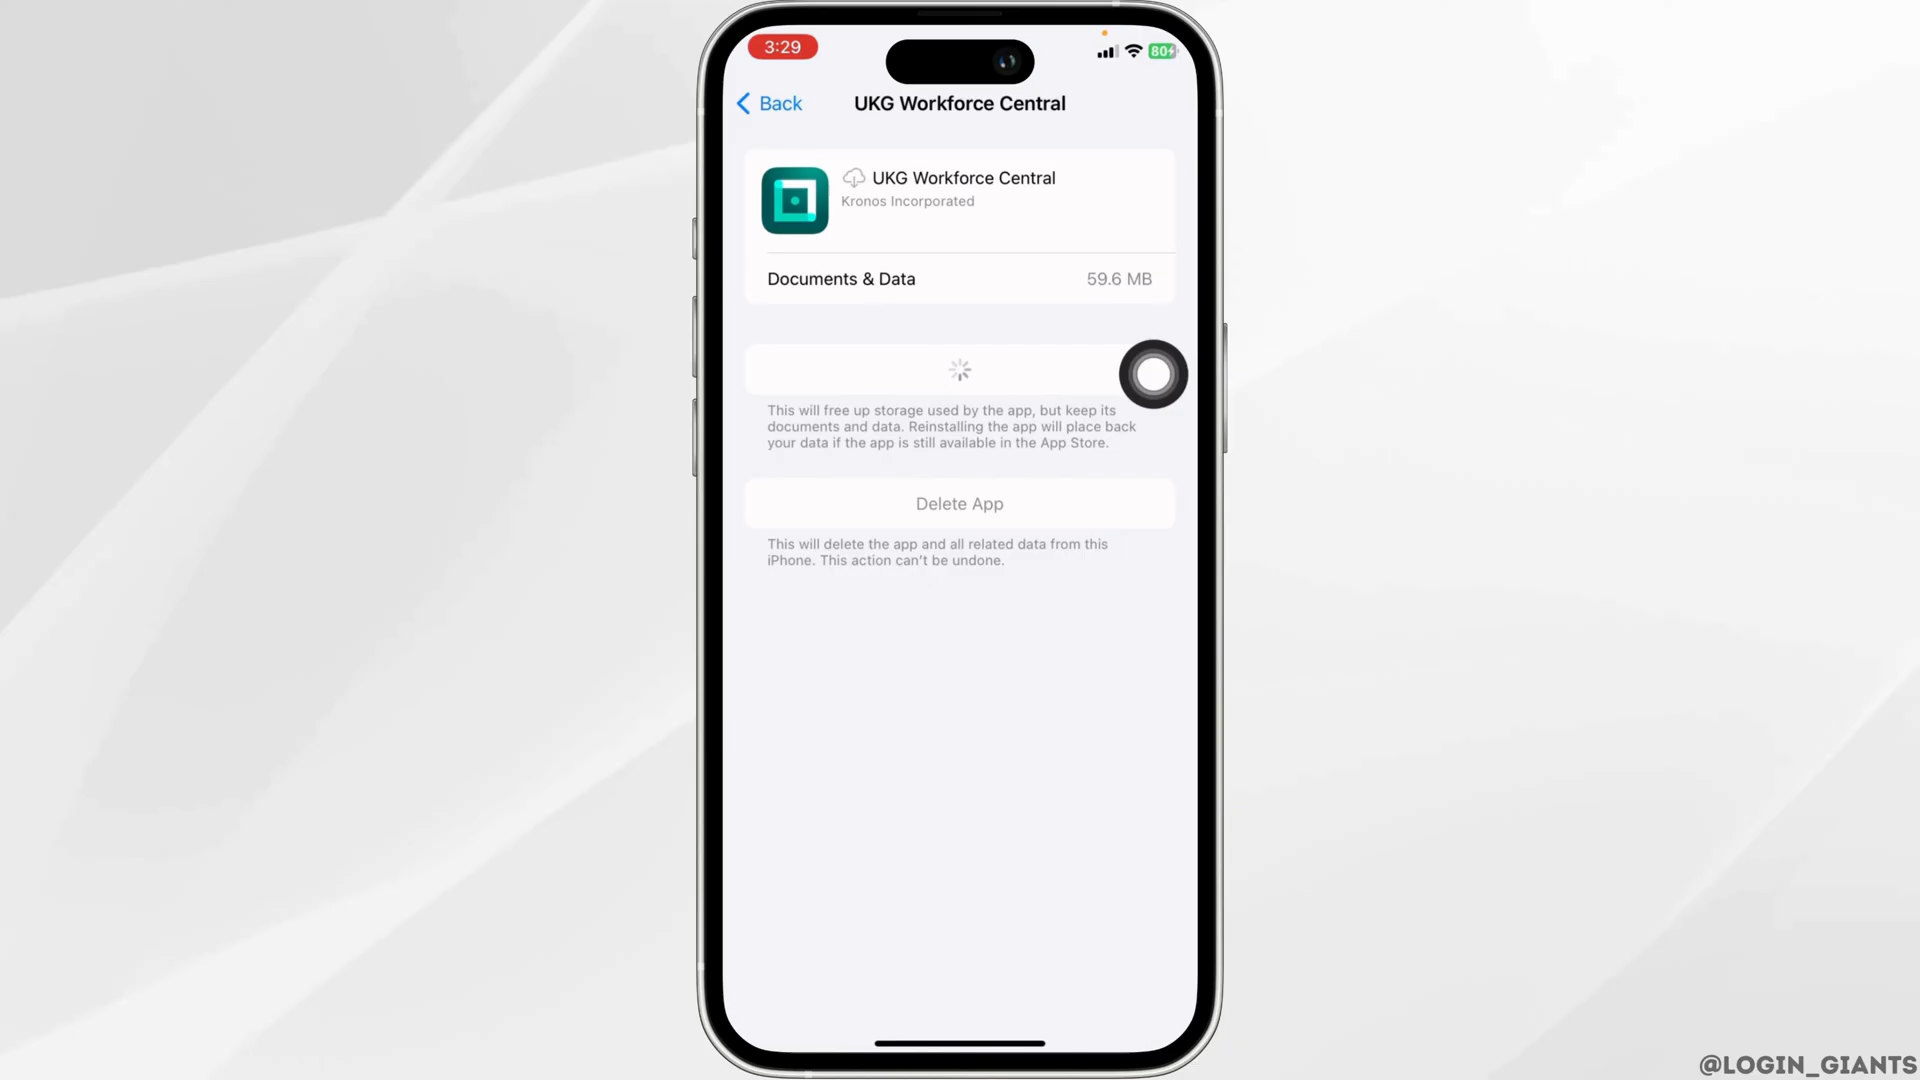 3:29
80
Back
UKG Workforce Central
UKG Workforce Central
Kronos Incorporated
Documents & Data
59.6 MB
This will free up storage used by the app, but keep its
documents and data. Reinstalling the app will place back
your data if the app is still available in the App Store.
Delete App
This will delete the app and all related data from this
iPhone. This action can't be undone.
@LOGIN_GIANTS